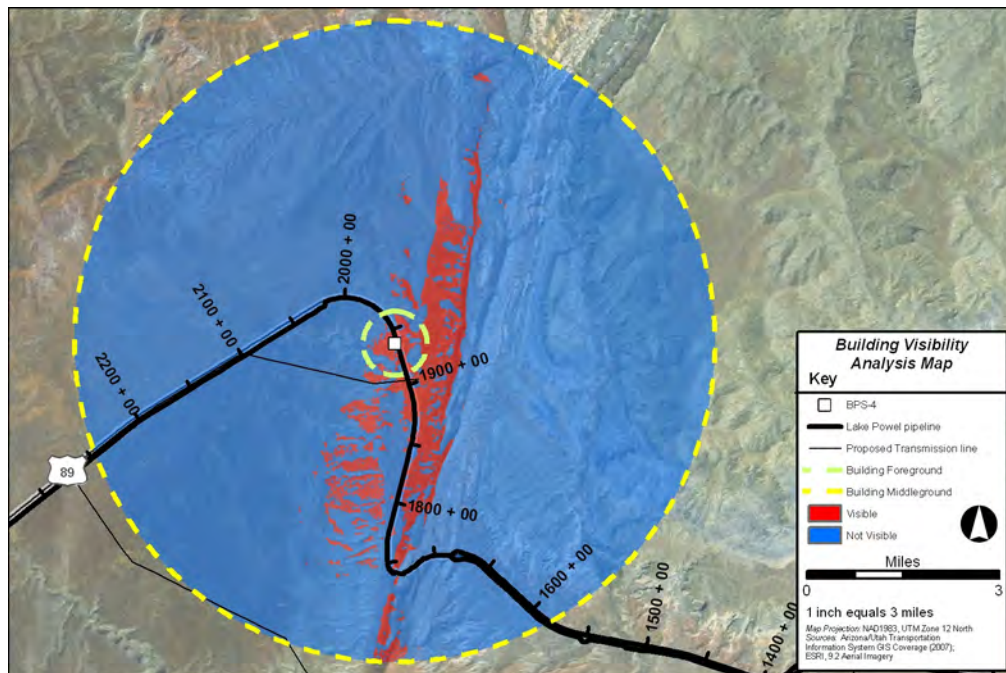 2000 + 00
2100 + 00
2200 + 00
1900 + 00
89
1800 + 00
1600 + 00
1500 + 00
1400 + 00
Building Visibility
Analysis Map
Key
BPS-4
Lake Powel pipeline
Proposed Transmission line
Building Foreground
Building Middleground
Visible
Not Visible
Miles
0 3
1 inch equals 3 miles
Map Projection: NAD1983, UTM Zone 12 North
Sources: Arizona/Utah Transportation
Information System GIS Coverage (2007);
ESRI, 9.2 Aerial Imagery